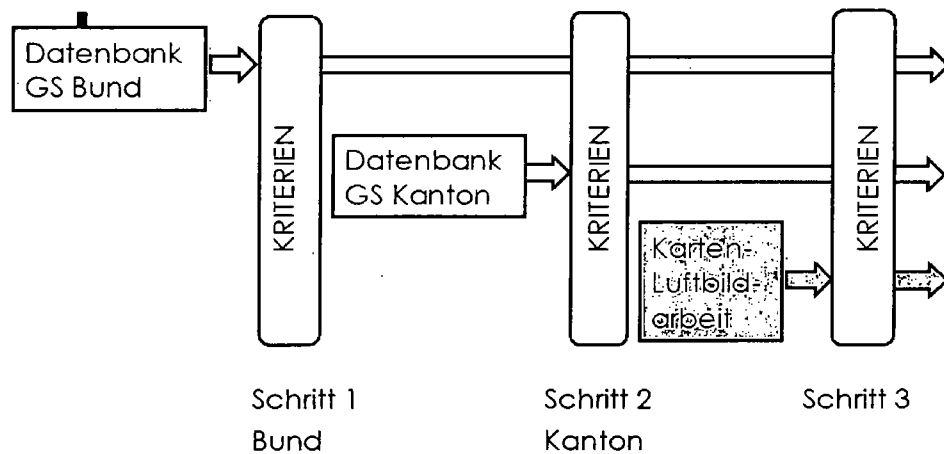 Datenbank
GS Bund
KRITERIEN
Datenbank
GS Kanton
KRITERIEN
Karten-
Luftbild-
arbeit
KRITERIEN
Schritt 1
Bund
Schritt 2
Kanton
Schritt 3